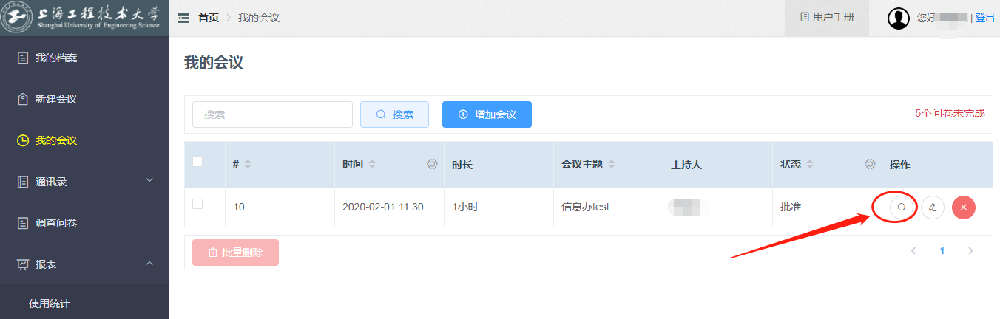 上海工程技术大学
Shanghai University of Engineering Science
首页 > 我的会议
用户手册
您好 | 登出
我的档案
新建会议
我的会议
通讯录
调查问卷
报表
使用统计
我的会议
搜索 搜索 增加会议 5个问卷未完成
# 时间 时长 会议主题 主持人 状态 操作
10 2020-02-01 11:30 1小时 信息办test 批准
批量删除 < 1 >